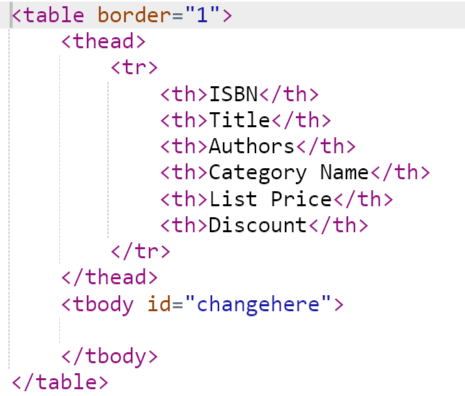 <table border="1">
    <thead>
        <tr>
            <th>ISBN</th>
            <th>Title</th>
            <th>Authors</th>
            <th>Category Name</th>
            <th>List Price</th>
            <th>Discount</th>
        </tr>
    </thead>
    <tbody id="changehere">

    </tbody>
</table>